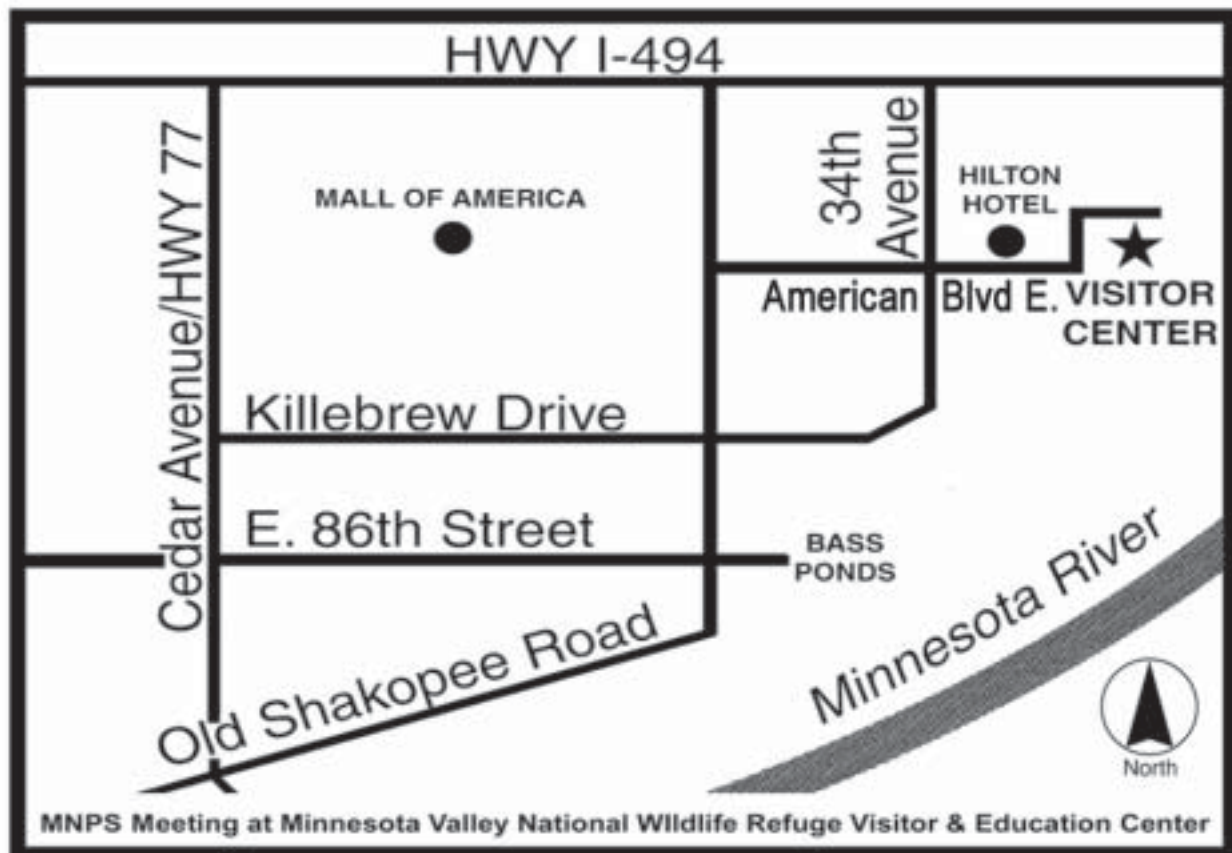 HWY I-494
Cedar Avenue/HWY 77
MALL OF AMERICA
34th
Avenue
HILTON
HOTEL
American Blvd E.
VISITOR
CENTER
Killebrew Drive
E. 86th Street
BASS
PONDS
Old Shakopee Road
Minnesota River
North
MNPS Meeting at Minnesota Valley National WIldlife Refuge Visitor & Education Center